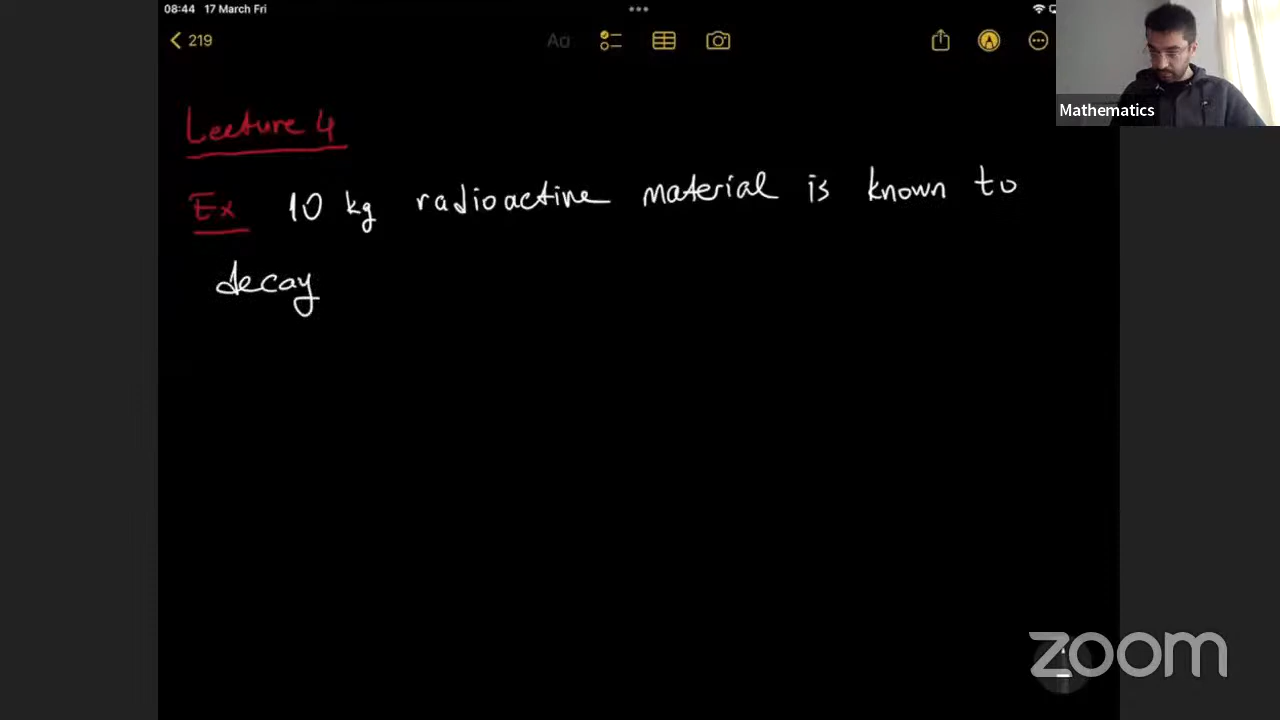 08:44 17 March Fri
219
Aa
Mathematics
Lecture 4
Ex 10 kg radioactive material is known to
decay
zoom